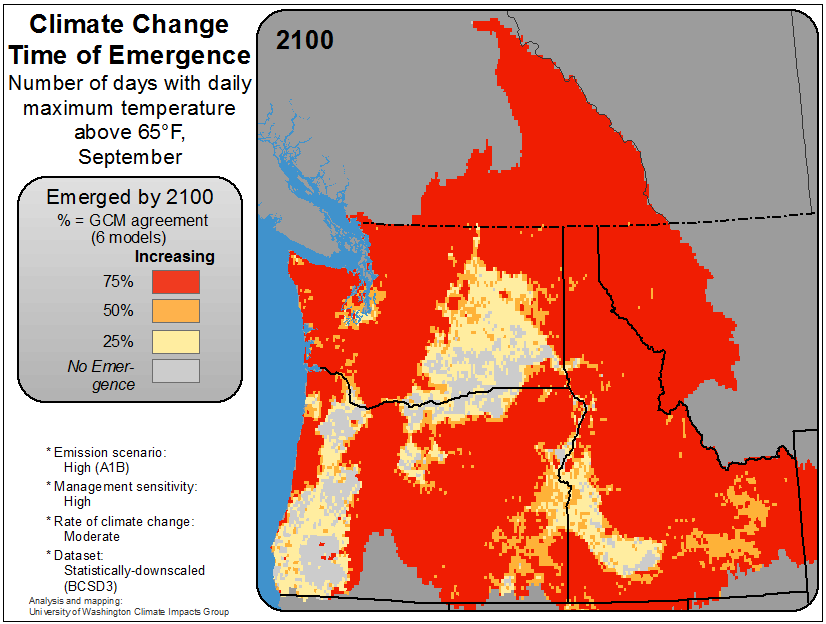 Climate Change
Time of Emergence
Number of days with daily
maximum temperature
above 65°F,
September
Emerged by 2100
% = GCM agreement
(6 models)
Increasing
75%
50%
25%
No Emer-
gence
* Emission scenario:
High (A1B)
* Management sensitivity:
High
* Rate of climate change:
Moderate
* Dataset:
Statistically-downscaled
(BCSD3)
Analysis and mapping:
University of Washington Climate Impacts Group
2100